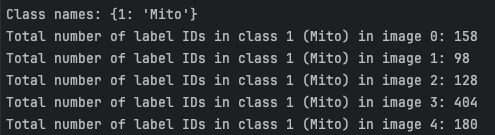 Class names: {1: 'Mito'}
Total number of label IDs in class 1 (Mito) in image 0: 158
Total number of label IDs in class 1 (Mito) in image 1: 98
Total number of label IDs in class 1 (Mito) in image 2: 128
Total number of label IDs in class 1 (Mito) in image 3: 404
Total number of label IDs in class 1 (Mito) in image 4: 180